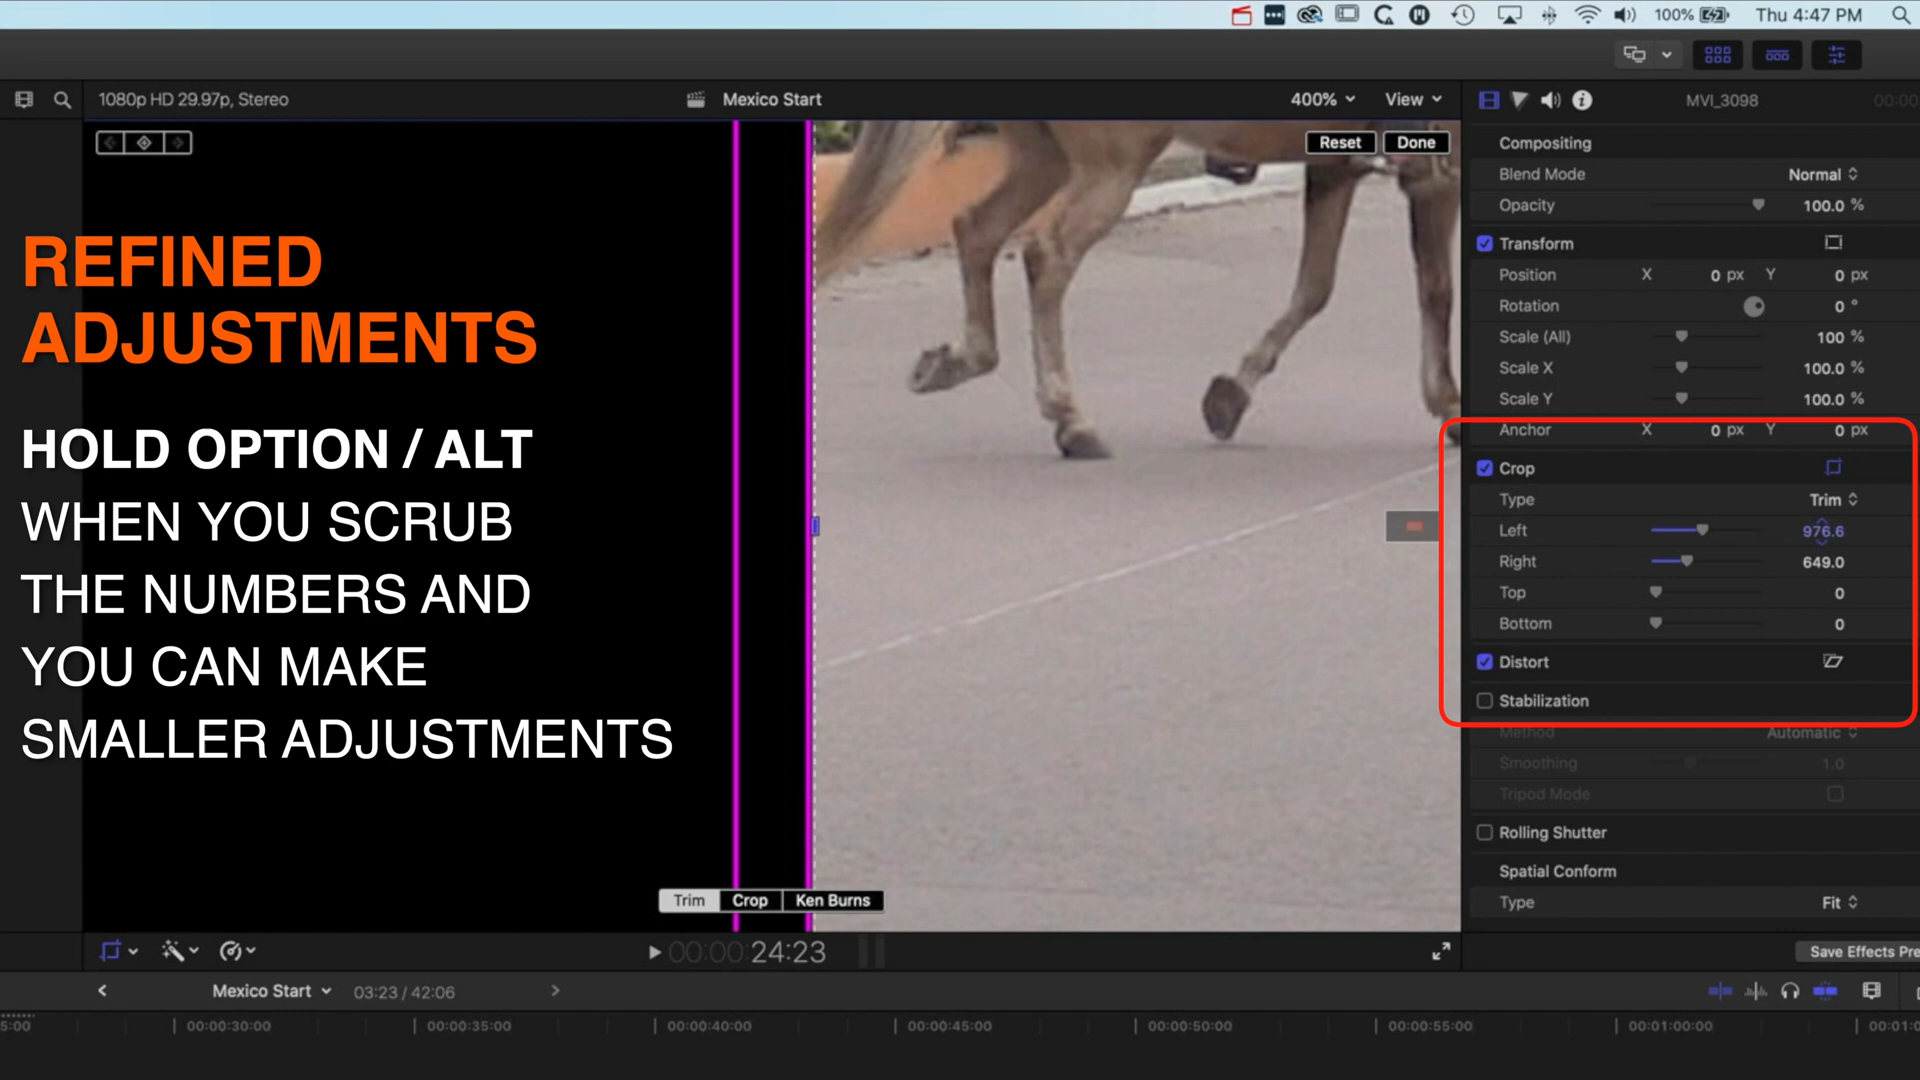 100%
Thu 4:47 PM
1080p HD 29.97p, Stereo
Mexico Start
400%
View
MVI_3098
00:00
Reset
Done
REFINED
ADJUSTMENTS
HOLD OPTION / ALT
WHEN YOU SCRUB
THE NUMBERS AND
YOU CAN MAKE
SMALLER ADJUSTMENTS
Trim
Crop
Ken Burns
Compositing
Blend Mode
Normal
Opacity
100.0 %
Transform
Position X 0 px Y 0 px
Rotation 0 °
Scale (All) 100 %
Scale X 100.0 %
Scale Y 100.0 %
Anchor X 0 px Y 0 px
Crop
Type Trim
Left 976.6
Right 649.0
Top 0
Bottom 0
Distort
Stabilization
Method Automatic
Smoothing 1.0
Tripod Mode
Rolling Shutter
Spatial Conform
Type Fit
00:00:24:23
Save Effects Pre
Mexico Start
03:23 / 42:06
5:00
00:00:30:00
00:00:35:00
00:00:40:00
00:00:45:00
00:00:50:00
00:00:55:00
00:01:00:00
00:01:0